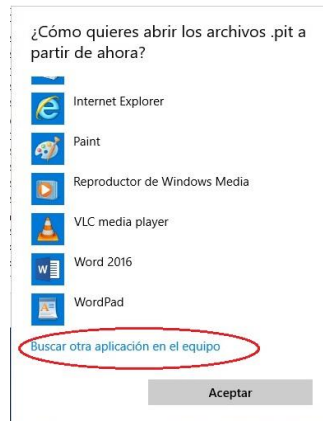 ¿Cómo quieres abrir los archivos .pit a
partir de ahora?
Internet Explorer
Paint
Reproductor de Windows Media
VLC media player
Word 2016
WordPad
Buscar otra aplicación en el equipo
Aceptar